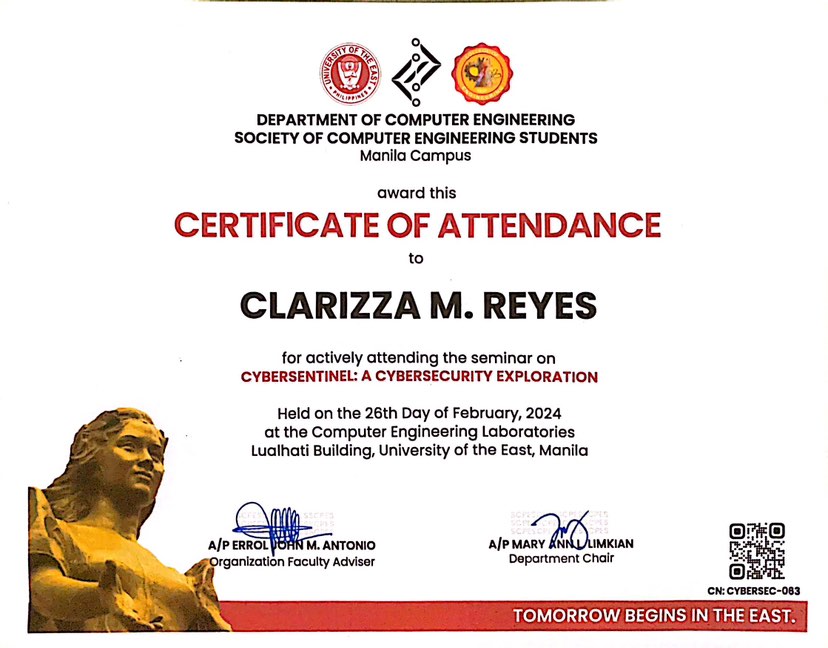 UNIVERSITY OF THE EAST
PHILIPPINES
DEPARTMENT OF COMPUTER ENGINEERING
SOCIETY OF COMPUTER ENGINEERING STUDENTS
Manila Campus
award this
CERTIFICATE OF ATTENDANCE
to
CLARIZZA M. REYES
for actively attending the seminar on
CYBERSENTINEL: A CYBERSECURITY EXPLORATION
Held on the 26th Day of February, 2024
at the Computer Engineering Laboratories
Lualhati Building, University of the East, Manila
A/P ERROL JOHN M. ANTONIO
Organization Faculty Adviser
A/P MARY ANN L. LIMKIAN
Department Chair
CN: CYBERSEC-063
TOMORROW BEGINS IN THE EAST.